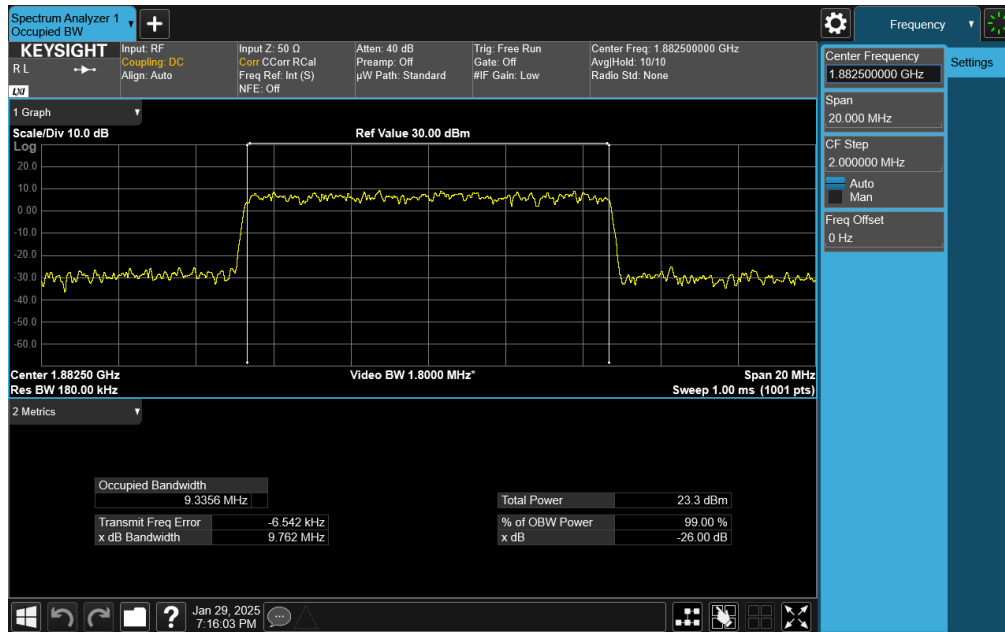 Spectrum Analyzer 1
Occupied BW
+
Frequency
KEYSIGHT
R L
LXI
Input: RF
Coupling: DC
Align: Auto
Input Z: 50 Ω
Corr CCorr RCal
Freq Ref: Int (S)
NFE: Off
Atten: 40 dB
Preamp: Off
µW Path: Standard
Trig: Free Run
Gate: Off
#IF Gain: Low
Center Freq: 1.882500000 GHz
Avg|Hold: 10/10
Radio Std: None
Center Frequency
1.882500000 GHz
Settings
Span
20.000 MHz
CF Step
2.000000 MHz
Auto
Man
Freq Offset
0 Hz
1 Graph
Scale/Div 10.0 dB
Ref Value 30.00 dBm
Log
20.0
10.0
0.00
-10.0
-20.0
-30.0
-40.0
-50.0
-60.0
Center 1.88250 GHz
Video BW 1.8000 MHz*
Span 20 MHz
Res BW 180.00 kHz
Sweep 1.00 ms (1001 pts)
2 Metrics
Occupied Bandwidth
9.3356 MHz
Total Power 23.3 dBm
Transmit Freq Error -6.542 kHz
% of OBW Power 99.00 %
x dB Bandwidth 9.762 MHz
x dB -26.00 dB
?
Jan 29, 2025
7:16:03 PM